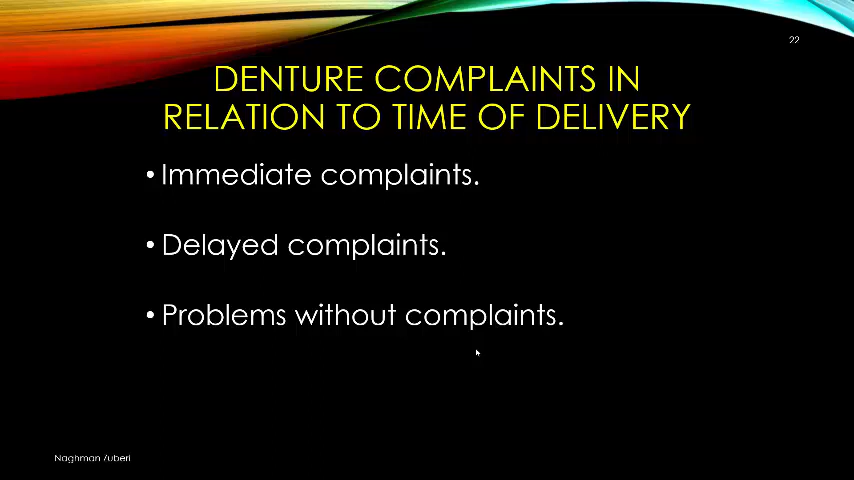 22
DENTURE COMPLAINTS IN
RELATION TO TIME OF DELIVERY
• Immediate complaints.
• Delayed complaints.
• Problems without complaints.
Naghman Zuberi